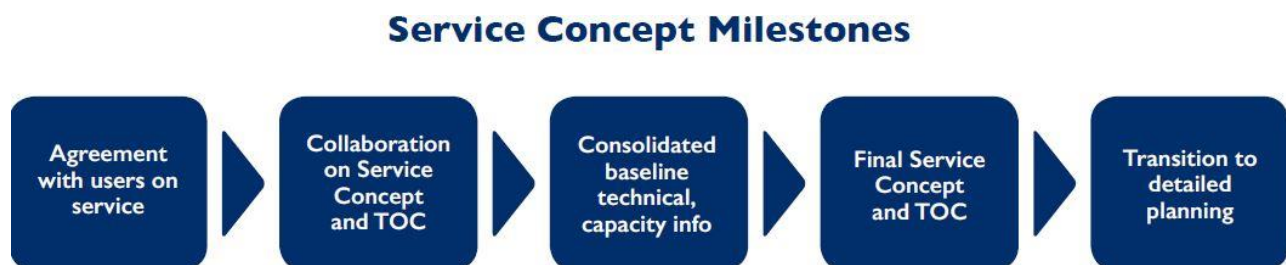 Service Concept Milestones
Agreement
with users on
service
Collaboration
on Service
Concept
and TOC
Consolidated
baseline
technical,
capacity info
Final Service
Concept
and TOC
Transition to
detailed
planning